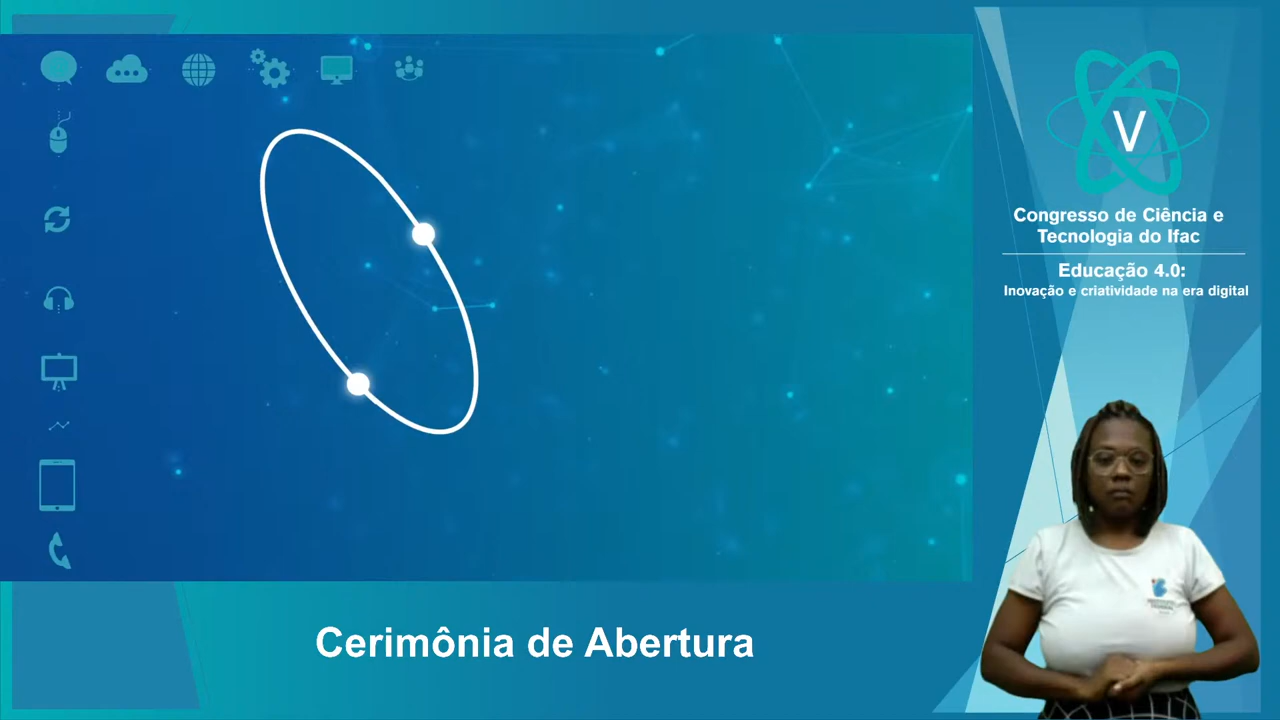 V
Congresso de Ciência e
Tecnologia do Ifac
Educação 4.0:
Inovação e criatividade na era digital
Cerimônia de Abertura